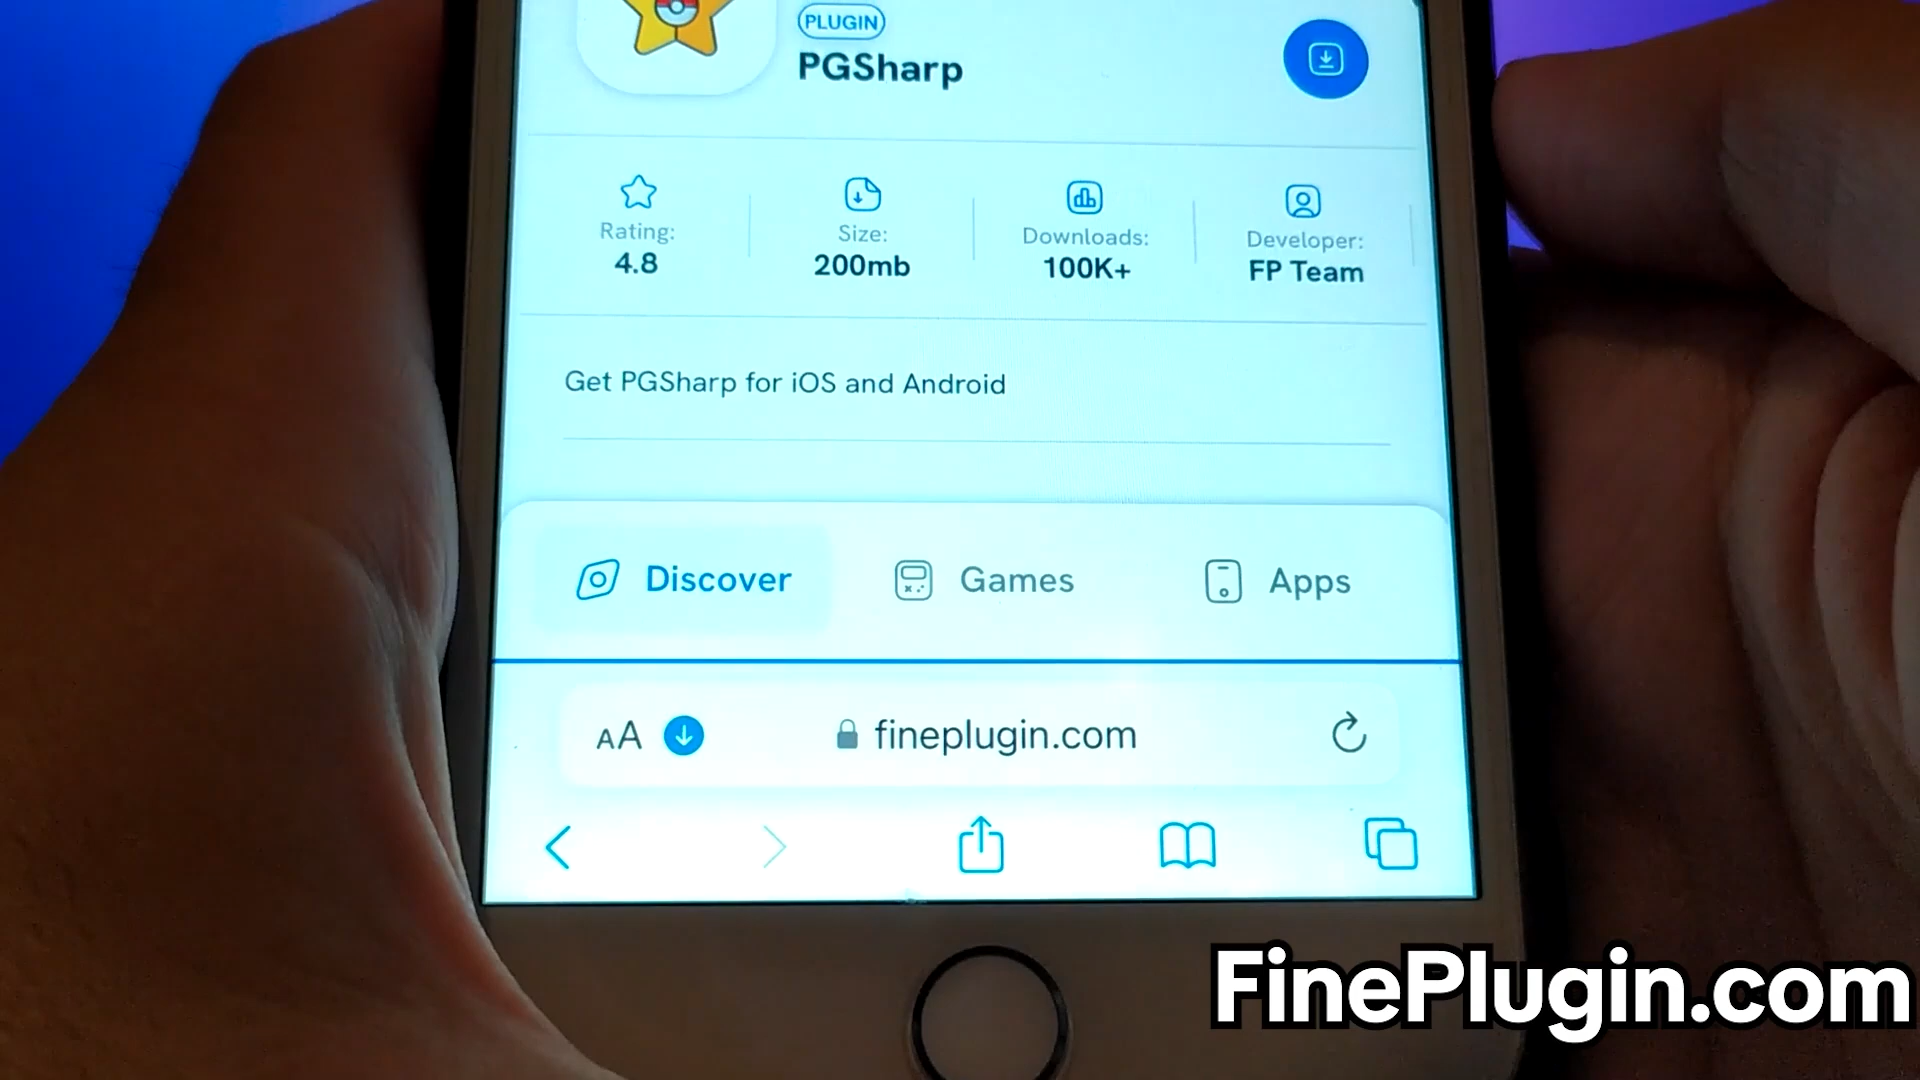 PLUGIN
PGSharp
Rating:
4.8
Size:
200mb
Downloads:
100K+
Developer:
FP Team
Get PGSharp for iOS and Android
Discover
Games
Apps
AA
fineplugin.com
FinePlugin.com